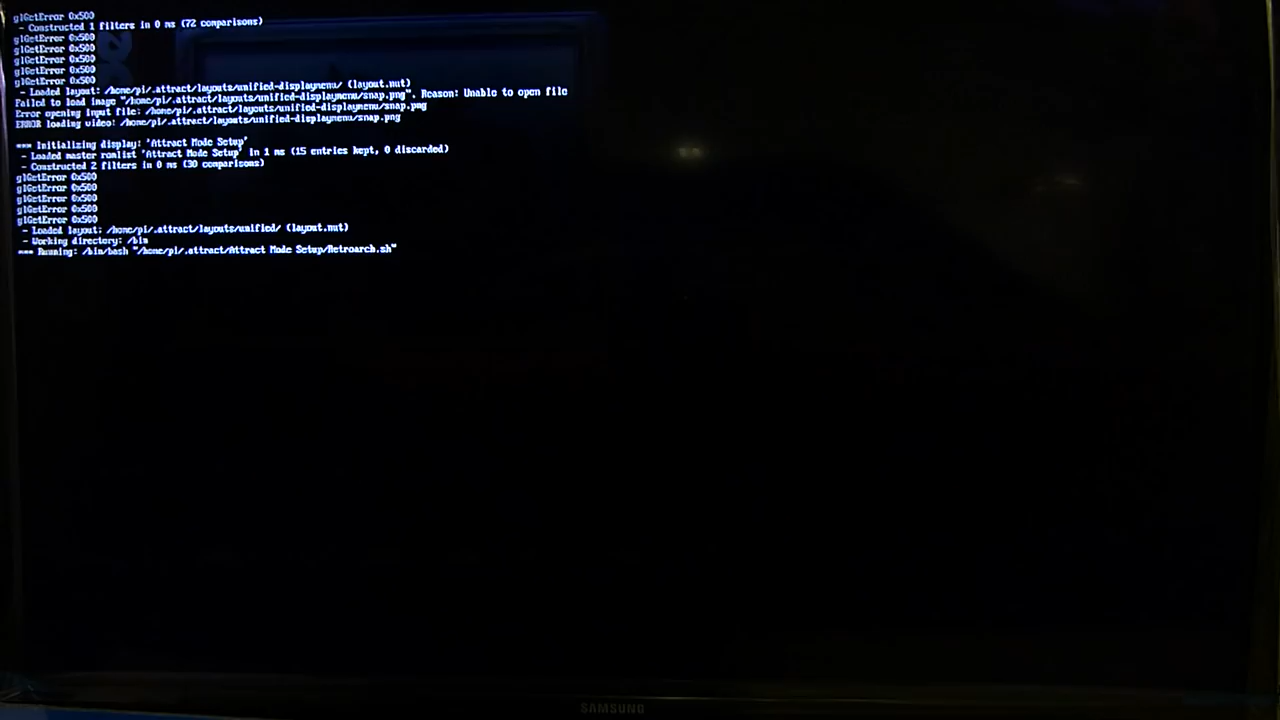 glGetError 0x500
- Constructed 1 filters in 0 ms (72 comparisons)
glGetError 0x500
glGetError 0x500
glGetError 0x500
glGetError 0x500
glGetError 0x500
- Loaded layout: /home/pi/.attract/layouts/unified-displaymenu/ (layout.nut)
Failed to load image "/home/pi/.attract/layouts/unified-displaymenu/snap.png". Reason: Unable to open file
Error opening input file: /home/pi/.attract/layouts/unified-displaymenu/snap.png
ERROR loading video: /home/pi/.attract/layouts/unified-displaymenu/snap.png
*** Initializing display: 'Attract Mode Setup'
- Loaded master romlist 'Attract Mode Setup' in 1 ms (15 entries kept, 0 discarded)
- Constructed 2 filters in 0 ms (30 comparisons)
glGetError 0x500
glGetError 0x500
glGetError 0x500
glGetError 0x500
glGetError 0x500
- Loaded layout: /home/pi/.attract/layouts/unified/ (layout.nut)
- Working directory: /bin
*** Running: /bin/bash "/home/pi/.attract/Attract Mode Setup/Retroarch.sh"
SAMSUNG